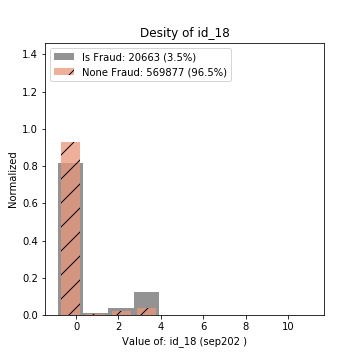 Desity of id_18
Is Fraud: 20663 (3.5%)
None Fraud: 569877 (96.5%)
Normalized
1.4
1.2
1.0
0.8
0.6
0.4
0.2
0.0
0 2 4 6 8 10
Value of: id_18 (sep202 )